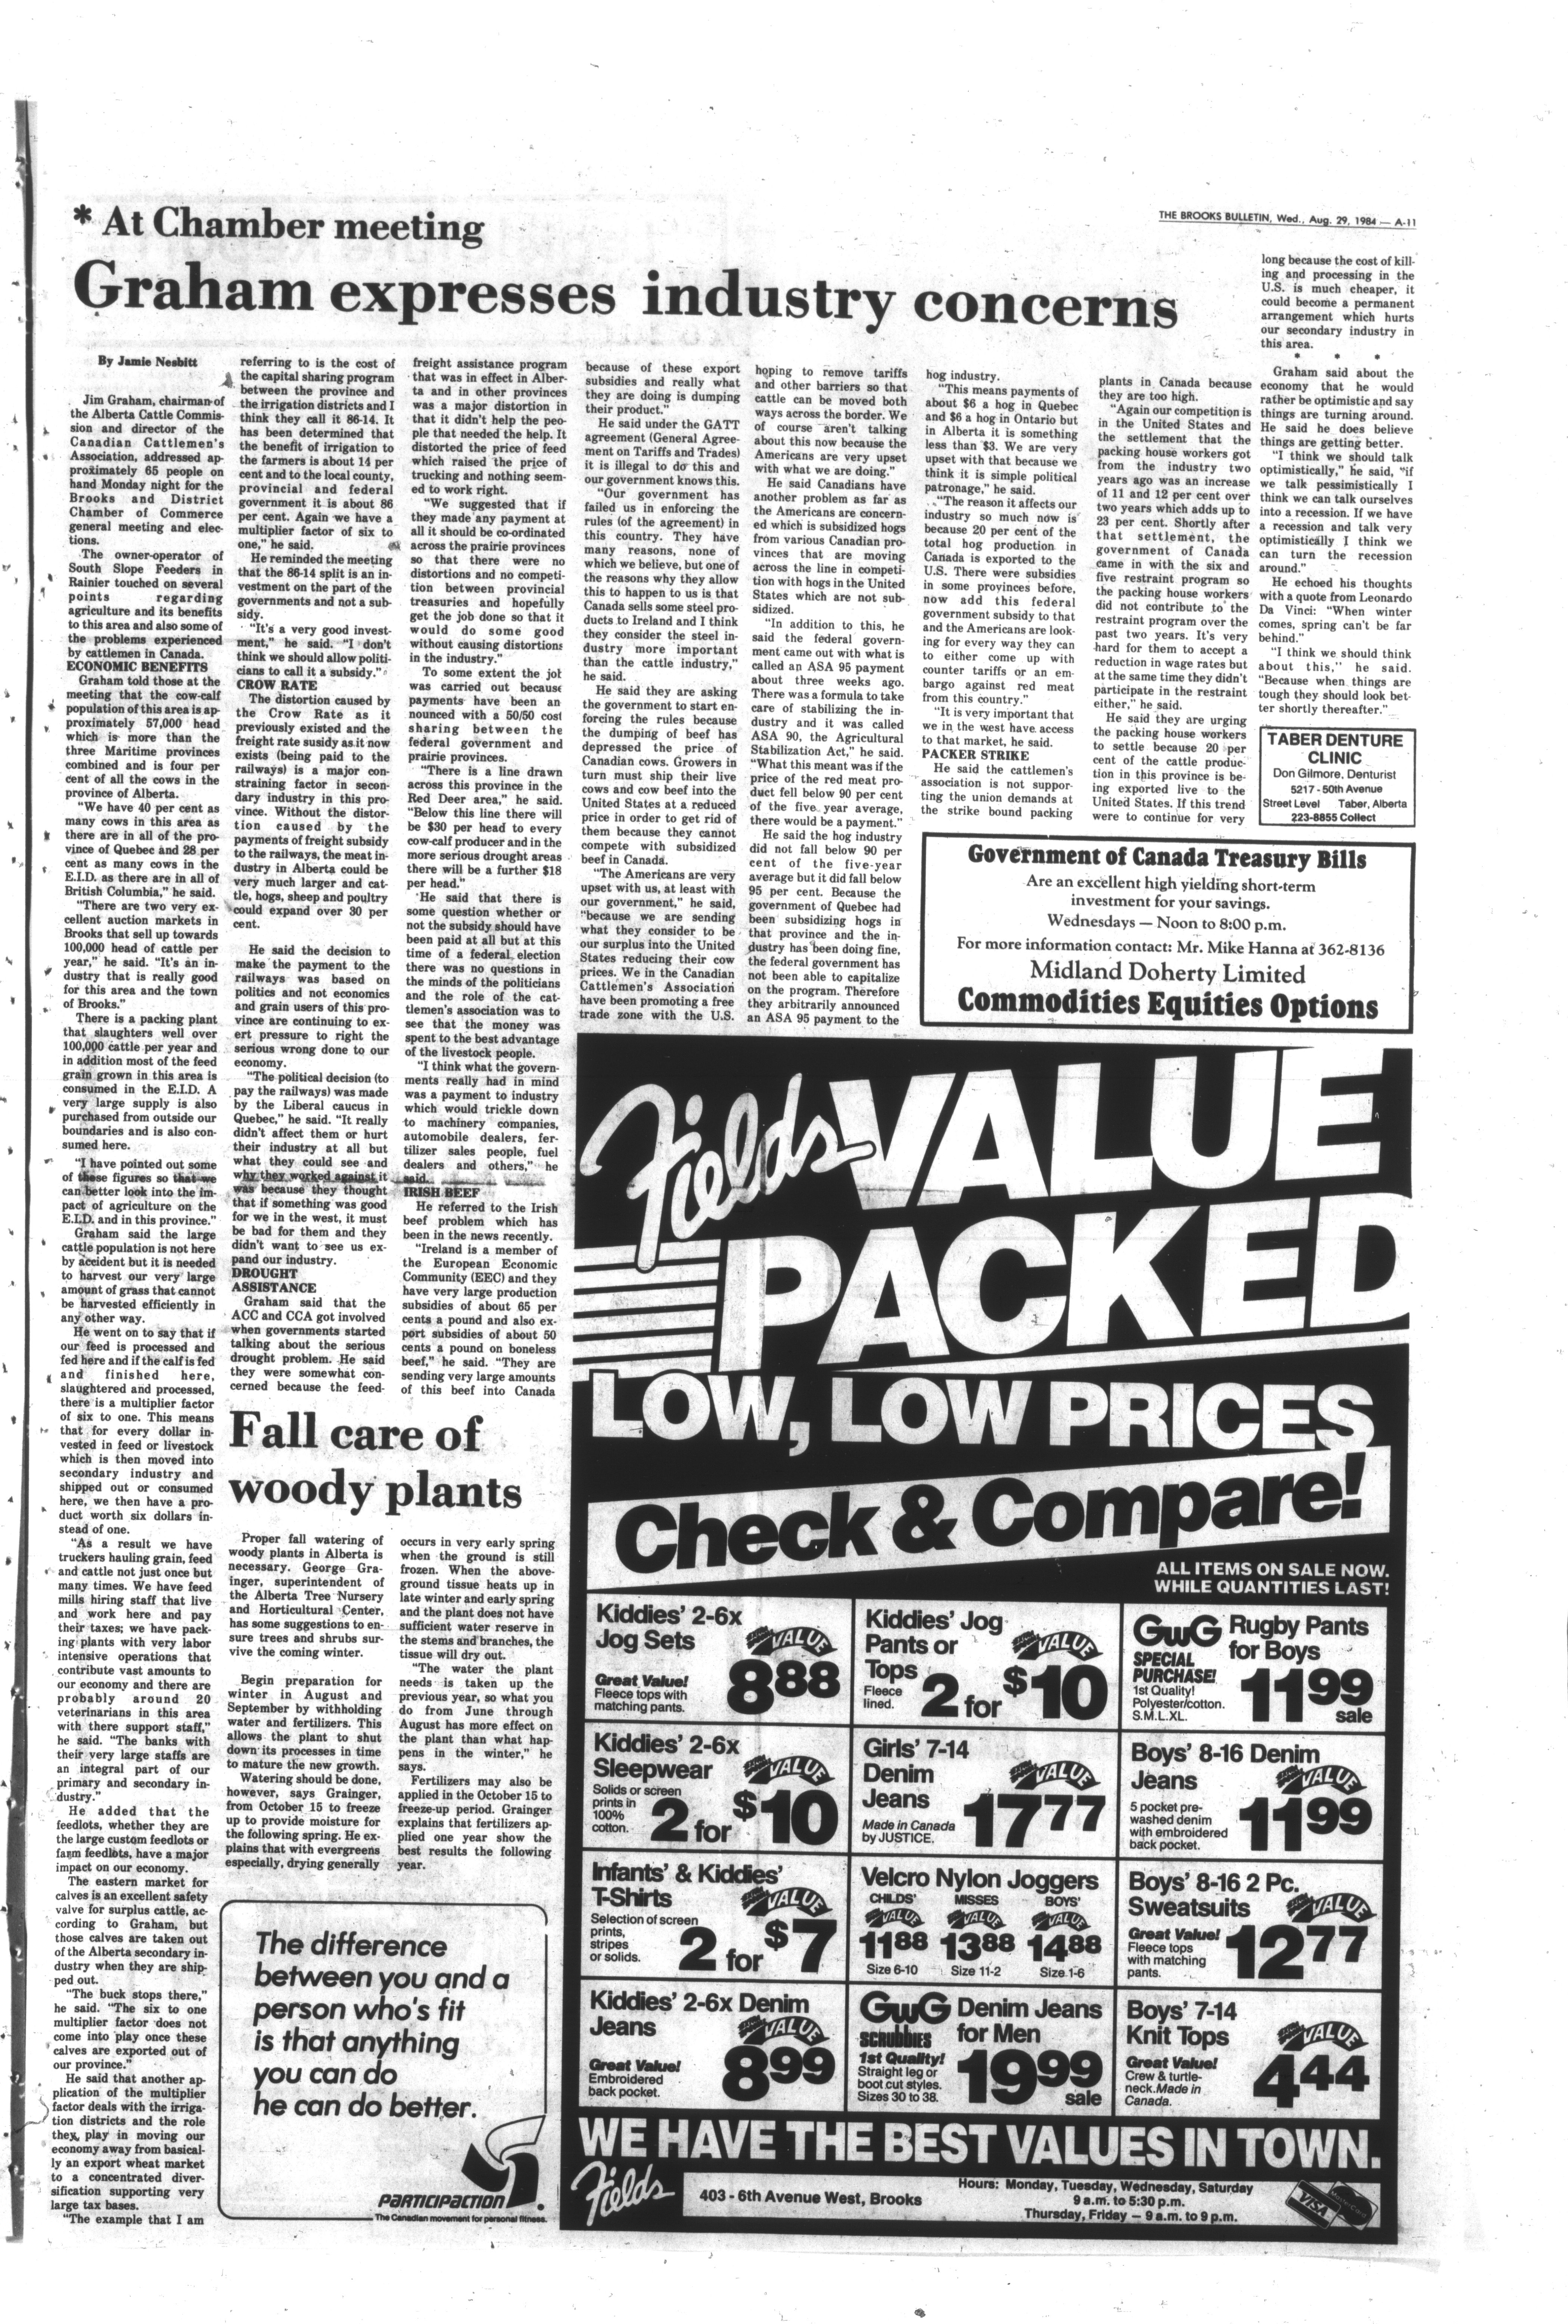 THE BROOKS BULLETIN, Wed., Aug. 29, 1984 — A-11
* At Chamber meeting
Graham expresses industry concerns
By Jamie Nesbitt
Jim Graham, chairman of
the Alberta Cattle Commis-
sion and director of the
Canadian Cattlemen's
Association, addressed ap-
proximately 65 people on
hand Monday night for the
Brooks and District
Chamber of Commerce
general meeting and elec-
tions.
The owner-operator of
South Slope Feeders in
Rainier touched on several
points regarding
agriculture and its benefits
to this area and also some of
the problems experienced
by cattlemen in Canada.
ECONOMIC BENEFITS
Graham told those at the
meeting that the cow-calf
population of this area is ap-
proximately 57,000 head
which is more than the
three Maritime provinces
combined and is four per
cent of all the cows in the
province of Alberta.
"We have 40 per cent as
many cows in this area as
there are in all of the pro-
vince of Quebec and 28 per
cent as many cows in the
E.I.D. as there are in all of
British Columbia," he said.
"There are two very ex-
cellent auction markets in
Brooks that sell up towards
100,000 head of cattle per
year," he said. "It's an in-
dustry that is really good
for this area and the town
of Brooks."
There is a packing plant
that slaughters well over
100,000 cattle per year and
in addition most of the feed
grain grown in this area is
consumed in the E.I.D. A
very large supply is also
purchased from outside our
boundaries and is also con-
sumed here.
"I have pointed out some
of these figures so that we
can better look into the im-
pact of agriculture on the
E.I.D. and in this province."
Graham said the large
cattle population is not here
by accident but it is needed
to harvest our very large
amount of grass that cannot
be harvested efficiently in
any other way.
He went on to say that if
our feed is processed and
fed here and if the calf is fed
and finished here,
slaughtered and processed,
there is a multiplier factor
of six to one. This means
that for every dollar in-
vested in feed or livestock
which is then moved into
secondary industry and
shipped out or consumed
here, we then have a pro-
duct worth six dollars in-
stead of one.
"As a result we have
truckers hauling grain, feed
and cattle not just once but
many times. We have feed
mills hiring staff that live
and work here and pay
their taxes; we have pack-
ing plants with very labor
intensive operations that
contribute vast amounts to
our economy and there are
probably around 20
veterinarians in this area
with there support staff,"
he said. "The banks with
their very large staffs are
an integral part of our
primary and secondary in-
dustry."
He added that the
feedlots, whether they are
the large custom feedlots or
farm feedlots, have a major
impact on our economy.
The eastern market for
calves is an excellent safety
valve for surplus cattle, ac-
cording to Graham, but
those calves are taken out
of the Alberta secondary in-
dustry when they are ship-
ped out.
"The buck stops there,"
he said. "The six to one
multiplier factor does not
come into play once these
calves are exported out of
our province."
He said that another ap-
plication of the multiplier
factor deals with the irriga-
tion districts and the role
they play in moving our
economy away from basical-
ly an export wheat market
to a concentrated diver-
sification supporting very
large tax bases.
"The example that I am
referring to is the cost of
the capital sharing program
between the province and
the irrigation districts and I
think they call it 86-14. It
has been determined that
the benefit of irrigation to
the farmers is about 14 per
cent and to the local county,
provincial and federal
government it is about 86
per cent. Again we have a
multiplier factor of six to
one," he said.
He reminded the meeting
that the 86-14 split is an in-
vestment on the part of the
governments and not a sub-
sidy.
"It's a very good invest-
ment," he said. "I don't
think we should allow politi-
cians to call it a subsidy."
CROW RATE
The distortion caused by
the Crow Rate as it
previously existed and the
freight rate susidy as it now
exists (being paid to the
railways) is a major con-
straining factor in secon-
dary industry in this pro-
vince. Without the distor-
tion caused by the
payments of freight subsidy
to the railways, the meat in-
dustry in Alberta could be
very much larger and cat-
tle, hogs, sheep and poultry
could expand over 30 per
cent.
He said the decision to
make the payment to the
railways was based on
politics and not economics
and grain users of this pro-
vince are continuing to ex-
ert pressure to right the
serious wrong done to our
economy.
"The political decision (to
pay the railways) was made
by the Liberal caucus in
Quebec," he said. "It really
didn't affect them or hurt
their industry at all but
what they could see and
why they worked against it
was because they thought
that if something was good
for we in the west, it must
be bad for them and they
didn't want to see us ex-
pand our industry.
DROUGHT
ASSISTANCE
Graham said that the
ACC and CCA got involved
when governments started
talking about the serious
drought problem. He said
they were somewhat con-
cerned because the feed-
freight assistance program
that was in effect in Alber-
ta and in other provinces
was a major distortion in
that it didn't help the peo-
ple that needed the help. It
distorted the price of feed
which raised the price of
trucking and nothing seem-
ed to work right.
"We suggested that if
they made any payment at
all it should be co-ordinated
across the prairie provinces
so that there were no
distortions and no competi-
tion between provincial
treasuries and hopefully
get the job done so that it
would do some good
without causing distortions
in the industry."
To some extent the job
was carried out because
payments have been an
nounced with a 50/50 cost
sharing between the
federal government and
prairie provinces.
"There is a line drawn
across this province in the
Red Deer area," he said.
"Below this line there will
be $30 per head to every
cow-calf producer and in the
more serious drought areas
there will be a further $18
per head."
He said that there is
some question whether or
not the subsidy should have
been paid at all but at this
time of a federal election
there was no questions in
the minds of the politicians
and the role of the cat-
tlemen's association was to
see that the money was
spent to the best advantage
of the livestock people.
"I think what the govern-
ments really had in mind
was a payment to industry
which would trickle down
to machinery companies,
automobile dealers, fer-
tilizer sales people, fuel
dealers and others," he
said.
IRISH BEEF
He referred to the Irish
beef problem which has
been in the news recently.
"Ireland is a member of
the European Economic
Community (EEC) and they
have very large production
subsidies of about 65 per
cents a pound and also ex-
port subsidies of about 50
cents a pound on boneless
beef," he said. "They are
sending very large amounts
of this beef into Canada
because of these export
subsidies and really what
they are doing is dumping
their product."
He said under the GATT
agreement (General Agree-
ment on Tariffs and Trades)
it is illegal to do this and
our government knows this.
"Our government has
failed us in enforcing the
rules (of the agreement) in
this country. They have
many reasons, none of
which we believe, but one of
the reasons why they allow
this to happen to us is that
Canada sells some steel pro-
ducts to Ireland and I think
they consider the steel in-
dustry more important
than the cattle industry,"
he said.
He said they are asking
the government to start en-
forcing the rules because
the dumping of beef has
depressed the price of
Canadian cows. Growers in
turn must ship their live
cows and cow beef into the
United States at a reduced
price in order to get rid of
them because they cannot
compete with subsidized
beef in Canada.
"The Americans are very
upset with us, at least with
our government," he said,
"because we are sending
what they consider to be
our surplus into the United
States reducing their cow
prices. We in the Canadian
Cattlemen's Association
have been promoting a free
trade zone with the U.S.
hoping to remove tariffs
and other barriers so that
cattle can be moved both
ways across the border. We
of course aren't talking
about this now because the
Americans are very upset
with what we are doing."
He said Canadians have
another problem as far as
the Americans are concern-
ed which is subsidized hogs
from various Canadian pro-
vinces that are moving
across the line in competi-
tion with hogs in the United
States which are not sub-
sidized.
"In addition to this, he
said the federal govern-
ment came out with what is
called an ASA 95 payment
about three weeks ago.
There was a formula to take
care of stabilizing the in-
dustry and it was called
ASA 90, the Agricultural
Stabilization Act," he said.
"What this meant was if the
price of the red meat pro-
duct fell below 90 per cent
of the five year average,
there would be a payment."
He said the hog industry
did not fall below 90 per
cent of the five-year
average but it did fall below
95 per cent. Because the
government of Quebec had
been subsidizing hogs in
that province and the in-
dustry has been doing fine,
the federal government has
not been able to capitalize
on the program. Therefore
they arbitrarily announced
an ASA 95 payment to the
hog industry.
"This means payments of
about $6 a hog in Quebec
and $6 a hog in Ontario but
in Alberta it is something
less than $3. We are very
upset with that because we
think it is simple political
patronage," he said.
"The reason it affects our
industry so much now is
because 20 per cent of the
total hog production in
Canada is exported to the
U.S. There were subsidies
in some provinces before,
now add this federal
government subsidy to that
and the Americans are look-
ing for every way they can
to either come up with
counter tariffs or an em-
bargo against red meat
from this country."
"It is very important that
we in the west have access
to that market, he said.
PACKER STRIKE
He said the cattlemen's
association is not suppor-
ting the union demands at
the strike bound packing
plants in Canada because
they are too high.
"Again our competition is
in the United States and
the settlement that the
packing house workers got
from the industry two
years ago was an increase
of 11 and 12 per cent over
two years which adds up to
23 per cent. Shortly after
that settlement, the
government of Canada
came in with the six and
five restraint program so
the packing house workers
did not contribute to the
restraint program over the
past two years. It's very
hard for them to accept a
reduction in wage rates but
at the same time they didn't
participate in the restraint
either," he said.
He said they are urging
the packing house workers
to settle because 20 per
cent of the cattle produc-
tion in this province is be-
ing exported live to the
United States. If this trend
were to continue for very
long because the cost of kill-
ing and processing in the
U.S. is much cheaper, it
could become a permanent
arrangement which hurts
our secondary industry in
this area.
* * *
Graham said about the
economy that he would
rather be optimistic and say
things are turning around.
He said he does believe
things are getting better.
"I think we should talk
optimistically," he said, "if
we talk pessimistically I
think we can talk ourselves
into a recession. If we have
a recession and talk very
optimistically I think we
can turn the recession
around."
He echoed his thoughts
with a quote from Leonardo
Da Vinci: "When winter
comes, spring can't be far
behind."
"I think we should think
about this," he said.
"Because when things are
tough they should look bet-
ter shortly thereafter."
TABER DENTURE
CLINIC
Don Gilmore, Denturist
5217 - 50th Avenue
Street Level Taber, Alberta
223-8855 Collect
Government of Canada Treasury Bills
Are an excellent high yielding short-term
investment for your savings.
Wednesdays — Noon to 8:00 p.m.
For more information contact: Mr. Mike Hanna at 362-8136
Midland Doherty Limited
Commodities Equities Options
Fall care of
woody plants
Proper fall watering of
woody plants in Alberta is
necessary. George Gra-
inger, superintendent of
the Alberta Tree Nursery
and Horticultural Center,
has some suggestions to en-
sure trees and shrubs sur-
vive the coming winter.
Begin preparation for
winter in August and
September by withholding
water and fertilizers. This
allows the plant to shut
down its processes in time
to mature the new growth.
Watering should be done,
however, says Grainger,
from October 15 to freeze
up to provide moisture for
the following spring. He ex-
plains that with evergreens
especially, drying generally
occurs in very early spring
when the ground is still
frozen. When the above-
ground tissue heats up in
late winter and early spring
and the plant does not have
sufficient water reserve in
the stems and branches, the
tissue will dry out.
"The water the plant
needs is taken up the
previous year, so what you
do from June through
August has more effect on
the plant than what hap-
pens in the winter," he
says.
Fertilizers may also be
applied in the October 15 to
freeze-up period. Grainger
explains that fertilizers ap-
plied one year show the
best results the following
year.
The difference
between you and a
person who's fit
is that anything
you can do
he can do better.
PARTICIPACTION
The Canadian movement for personal fitness.
Fields VALUE
PACKED
LOW, LOW PRICES
Check & Compare!
ALL ITEMS ON SALE NOW.
WHILE QUANTITIES LAST!
Kiddies' 2-6x
Jog Sets
VALUE
Great Value!
Fleece tops with
matching pants.
8 88
Kiddies' Jog
Pants or
Tops
VALUE
Fleece
lined.
2 for $10
GWG Rugby Pants
for Boys
SPECIAL
PURCHASE!
1st Quality!
Polyester/cotton.
S.M.L.XL.
11 99
sale
Kiddies' 2-6x
Sleepwear
VALUE
Solids or screen
prints in
100%
cotton.
2 for $10
Girls' 7-14
Denim
Jeans
VALUE
Made in Canada
by JUSTICE.
17 77
Boys' 8-16 Denim
Jeans
VALUE
5 pocket pre-
washed denim
with embroidered
back pocket.
11 99
Infants' & Kiddies'
T-Shirts
VALUE
Selection of screen
prints,
stripes
or solids.
2 for $7
Velcro Nylon Joggers
CHILDS' MISSES BOYS'
VALUE VALUE VALUE
11 88 13 88 14 88
Size 6-10 Size 11-2 Size 1-6
Boys' 8-16 2 Pc.
Sweatsuits
VALUE
Great Value!
Fleece tops
with matching
pants.
12 77
Kiddies' 2-6x Denim
Jeans
VALUE
Great Value!
Embroidered
back pocket.
8 99
GWG Denim Jeans
SCRUBBIES for Men
1st Quality!
Straight leg or
boot cut styles.
Sizes 30 to 38.
19 99
sale
Boys' 7-14
Knit Tops
VALUE
Great Value!
Crew & turtle-
neck. Made in
Canada.
4 44
WE HAVE THE BEST VALUES IN TOWN.
Fields
403 - 6th Avenue West, Brooks
Hours: Monday, Tuesday, Wednesday, Saturday
9 a.m. to 5:30 p.m.
Thursday, Friday — 9 a.m. to 9 p.m.
VISA